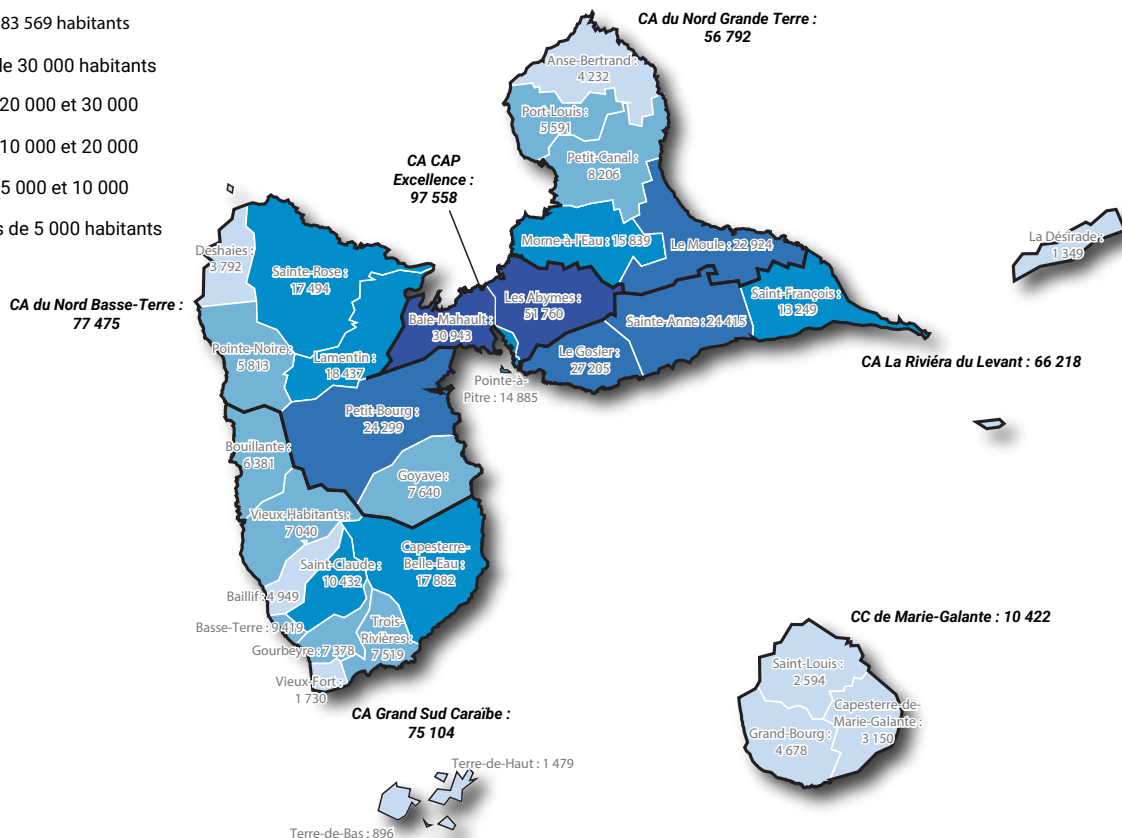 83 569 habitants
de 30 000 habitants
20 000 et 30 000
10 000 et 20 000
5 000 et 10 000
s de 5 000 habitants
CA du Nord Grande Terre :
56 792
Anse-Bertrand :
4 232
Port-Louis :
5 591
Petit-Canal :
8 206
CA CAP
Excellence :
97 558
Morne-à-l'Eau : 15 839
Le Moule : 22 924
La Désirade :
1 349
Deshaies :
3 792
Sainte-Rose :
17 494
CA du Nord Basse-Terre :
77 475
Baie-Mahault :
30 943
Les Abymes :
51 760
Sainte-Anne : 24 415
Saint-François :
13 249
Pointe-Noire :
5 813
Lamentin :
18 437
Le Gosier :
27 205
CA La Riviéra du Levant : 66 218
Pointe-à-
Pitre : 14 885
Petit-Bourg :
24 299
Bouillante :
6 381
Goyave :
7 640
Vieux-Habitants :
7 040
Capesterre-
Belle-Eau :
17 882
Saint-Claude :
10 432
Baillif : 4 949
Basse-Terre : 9 419
Gourbeyre : 7 378
Trois-
Rivières :
7 519
Vieux-Fort :
1 730
CA Grand Sud Caraïbe :
75 104
CC de Marie-Galante : 10 422
Saint-Louis :
2 594
Capesterre-de-
Marie-Galante :
3 150
Grand-Bourg :
4 678
Terre-de-Haut : 1 479
Terre-de-Bas : 896